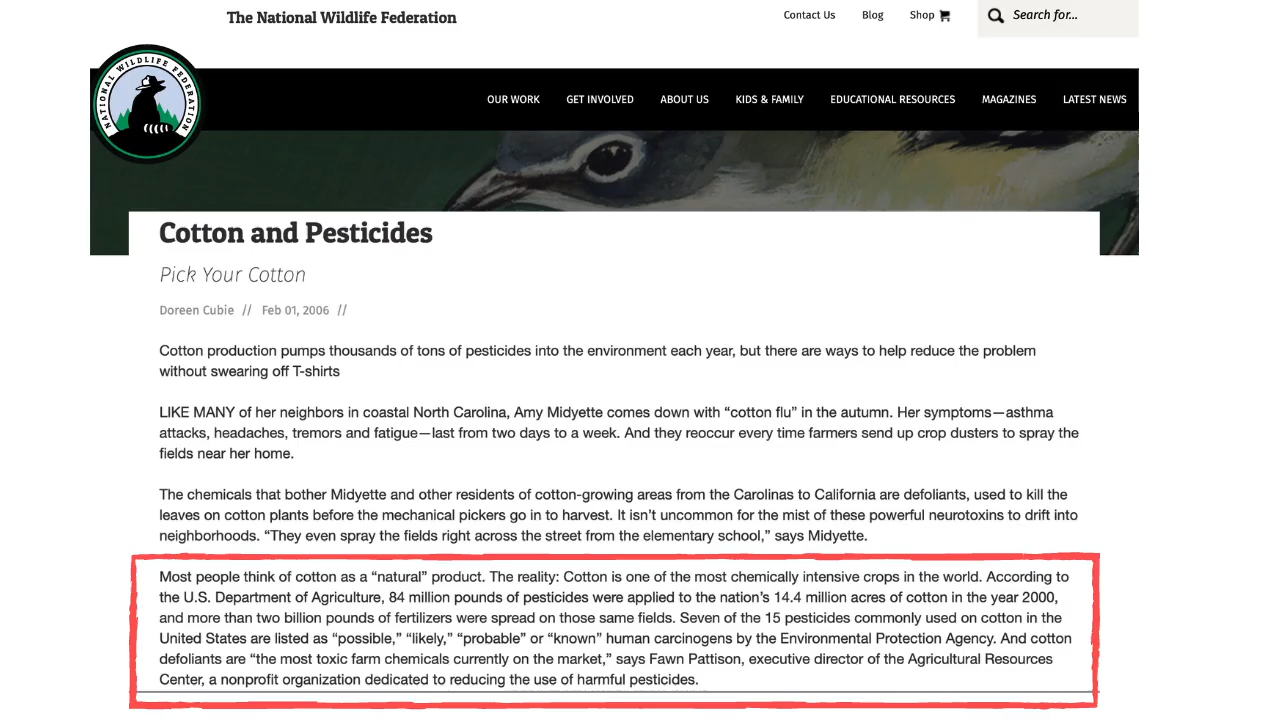 The National Wildlife Federation
Contact Us
Blog
Shop
Search for...
NATIONAL WILDLIFE FEDERATION
OUR WORK
GET INVOLVED
ABOUT US
KIDS & FAMILY
EDUCATIONAL RESOURCES
MAGAZINES
LATEST NEWS
Cotton and Pesticides
Pick Your Cotton
Doreen Cubie // Feb 01, 2006 //
Cotton production pumps thousands of tons of pesticides into the environment each year, but there are ways to help reduce the problem
without swearing off T-shirts
LIKE MANY of her neighbors in coastal North Carolina, Amy Midyette comes down with “cotton flu” in the autumn. Her symptoms—asthma
attacks, headaches, tremors and fatigue—last from two days to a week. And they reoccur every time farmers send up crop dusters to spray the
fields near her home.
The chemicals that bother Midyette and other residents of cotton-growing areas from the Carolinas to California are defoliants, used to kill the
leaves on cotton plants before the mechanical pickers go in to harvest. It isn’t uncommon for the mist of these powerful neurotoxins to drift into
neighborhoods. “They even spray the fields right across the street from the elementary school,” says Midyette.
Most people think of cotton as a “natural” product. The reality: Cotton is one of the most chemically intensive crops in the world. According to
the U.S. Department of Agriculture, 84 million pounds of pesticides were applied to the nation’s 14.4 million acres of cotton in the year 2000,
and more than two billion pounds of fertilizers were spread on those same fields. Seven of the 15 pesticides commonly used on cotton in the
United States are listed as “possible,” “likely,” “probable” or “known” human carcinogens by the Environmental Protection Agency. And cotton
defoliants are “the most toxic farm chemicals currently on the market,” says Fawn Pattison, executive director of the Agricultural Resources
Center, a nonprofit organization dedicated to reducing the use of harmful pesticides.